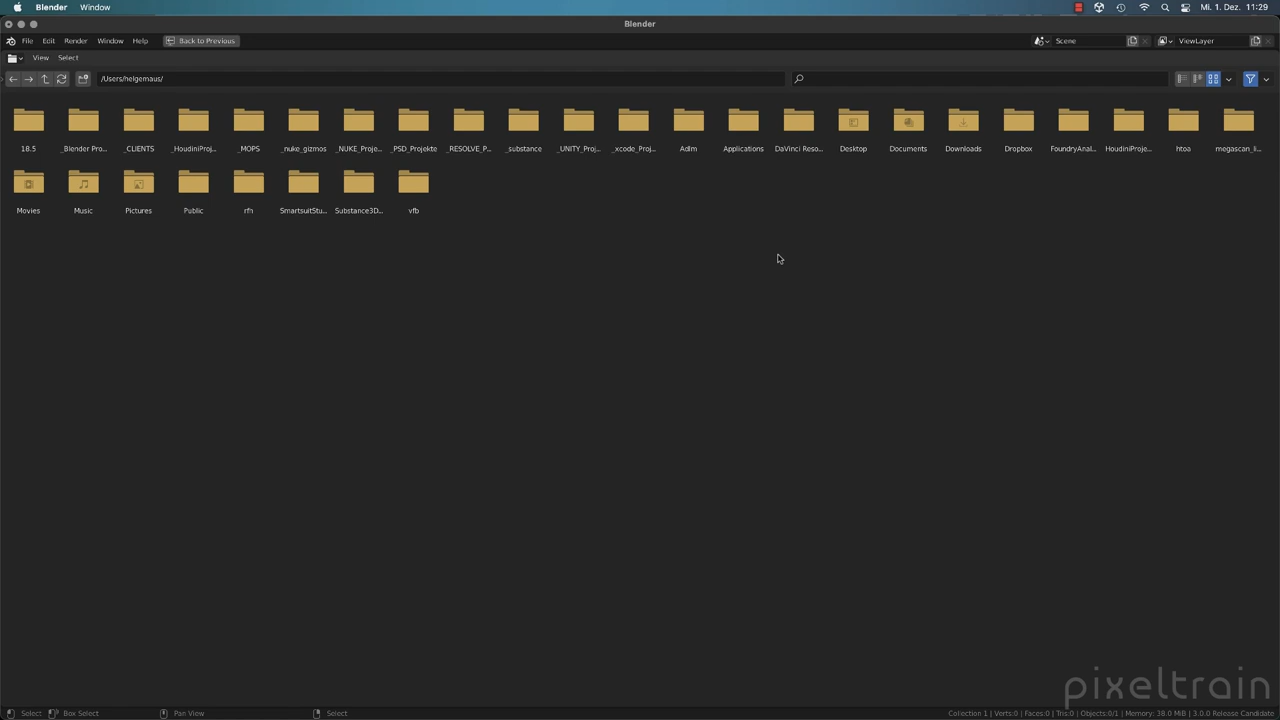 Blender Window Mi. 1. Dez. 11:29
Blender
File Edit Render Window Help Back to Previous Scene ViewLayer
View Select
/Users/helgemaus/
18.5 _Blender Pro... _CLIENTS _HoudiniProj... _MOPS _nuke_gizmos _NUKE_Proje... _PSD_Projekte _RESOLVE_P... _substance _UNITY_Proj... _xcode_Proj... Adlm Applications DaVinci Reso... Desktop Documents Downloads Dropbox FoundryAnal... HoudiniProje... htoa megascan_li...
Movies Music Pictures Public rfh SmartsuitStu... Substance3D... vfb
pixeltrain
Select Box Select Pan View Select Collection 1 | Verts:0 | Faces:0 | Tris:0 | Objects:0/1 | Memory: 38.0 MiB | 3.0.0 Release Candidate